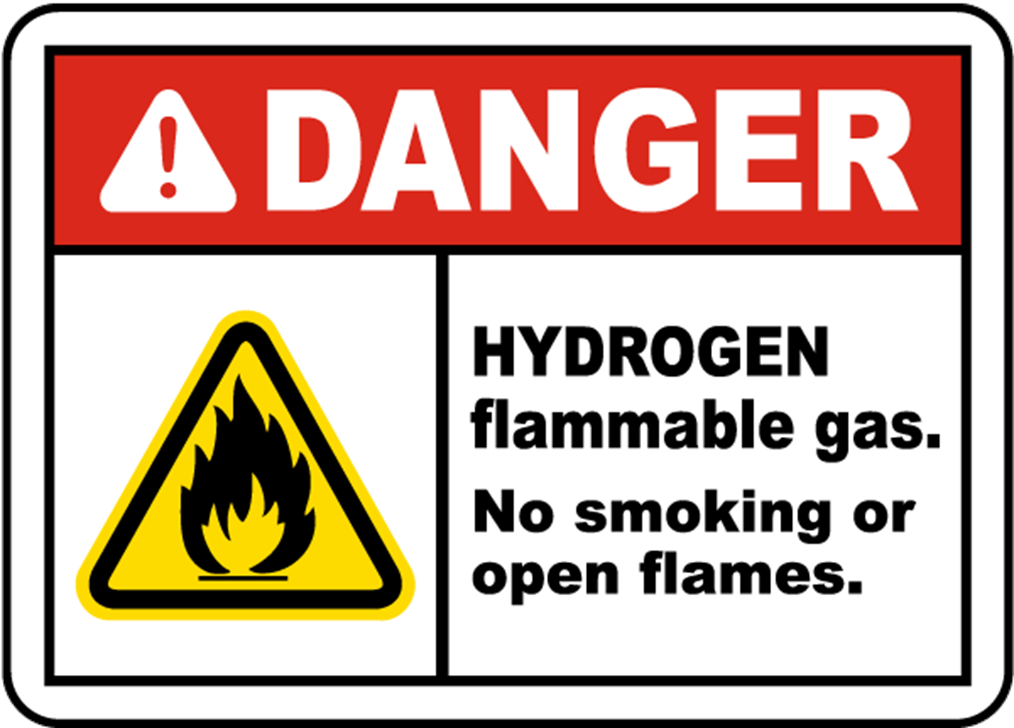 DANGER
HYDROGEN
flammable gas.
No smoking or
open flames.